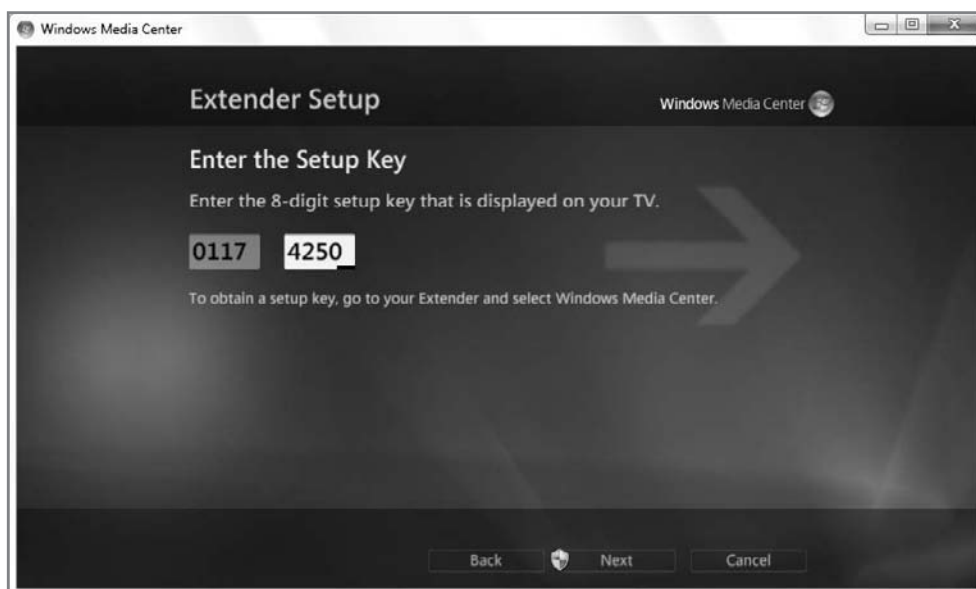 Windows Media Center
Extender Setup
Windows Media Center
Enter the Setup Key
Enter the 8-digit setup key that is displayed on your TV.
0117 4250
To obtain a setup key, go to your Extender and select Windows Media Center.
Back Next Cancel